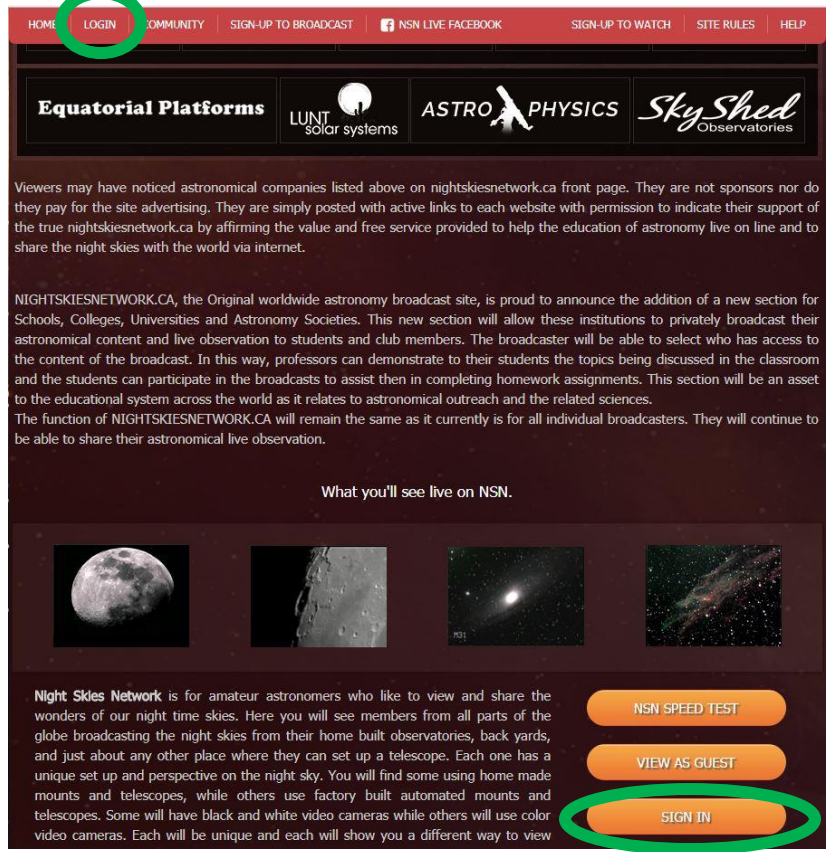 HOME LOGIN COMMUNITY SIGN-UP TO BROADCAST NSN LIVE FACEBOOK SIGN-UP TO WATCH SITE RULES HELP
Equatorial Platforms LUNT solar systems ASTRO PHYSICS SkyShed Observatories
Viewers may have noticed astronomical companies listed above on nightskiesnetwork.ca front page. They are not sponsors nor do
they pay for the site advertising. They are simply posted with active links to each website with permission to indicate their support of
the true nightskiesnetwork.ca by affirming the value and free service provided to help the education of astronomy live on line and to
share the night skies with the world via internet.
NIGHTSKIESNETWORK.CA, the Original worldwide astronomy broadcast site, is proud to announce the addition of a new section for
Schools, Colleges, Universities and Astronomy Societies. This new section will allow these institutions to privately broadcast their
astronomical content and live observation to students and club members. The broadcaster will be able to select who has access to
the content of the broadcast. In this way, professors can demonstrate to their students the topics being discussed in the classroom
and the students can participate in the broadcasts to assist then in completing homework assignments. This section will be an asset
to the educational system across the world as it relates to astronomical outreach and the related sciences.
The function of NIGHTSKIESNETWORK.CA will remain the same as it currently is for all individual broadcasters. They will continue to
be able to share their astronomical live observation.
What you'll see live on NSN.
M31
Night Skies Network is for amateur astronomers who like to view and share the
wonders of our night time skies. Here you will see members from all parts of the
globe broadcasting the night skies from their home built observatories, back yards,
and just about any other place where they can set up a telescope. Each one has a
unique set up and perspective on the night sky. You will find some using home made
mounts and telescopes, while others use factory built automated mounts and
telescopes. Some will have black and white video cameras while others will use color
video cameras. Each will be unique and each will show you a different way to view
NSN SPEED TEST
VIEW AS GUEST
SIGN IN